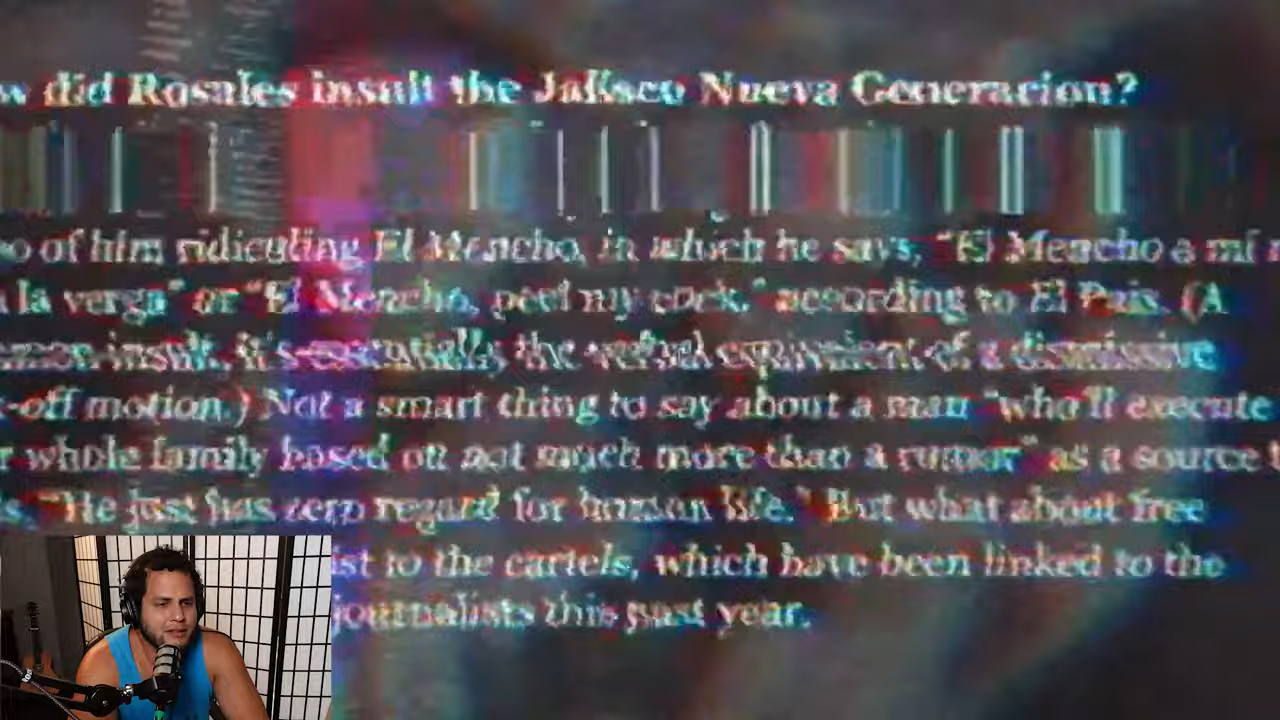 w did Rosales insult the Jalisco Nueva Generacion?
o of him ridiculing El Mencho, in which he says, "El Mencho a mí
la verga" or "El Mencho, peel my cock," according to El País. (A
mmon insult, it's essentially the verbal equivalent of a dismissive
-off motion.) Not a smart thing to say about a man "who'll execute
r whole family based on not much more than a rumor" as a source
s. "He just has zero regard for human life." But what about free
ist to the cartels, which have been linked to the
journalists this past year.